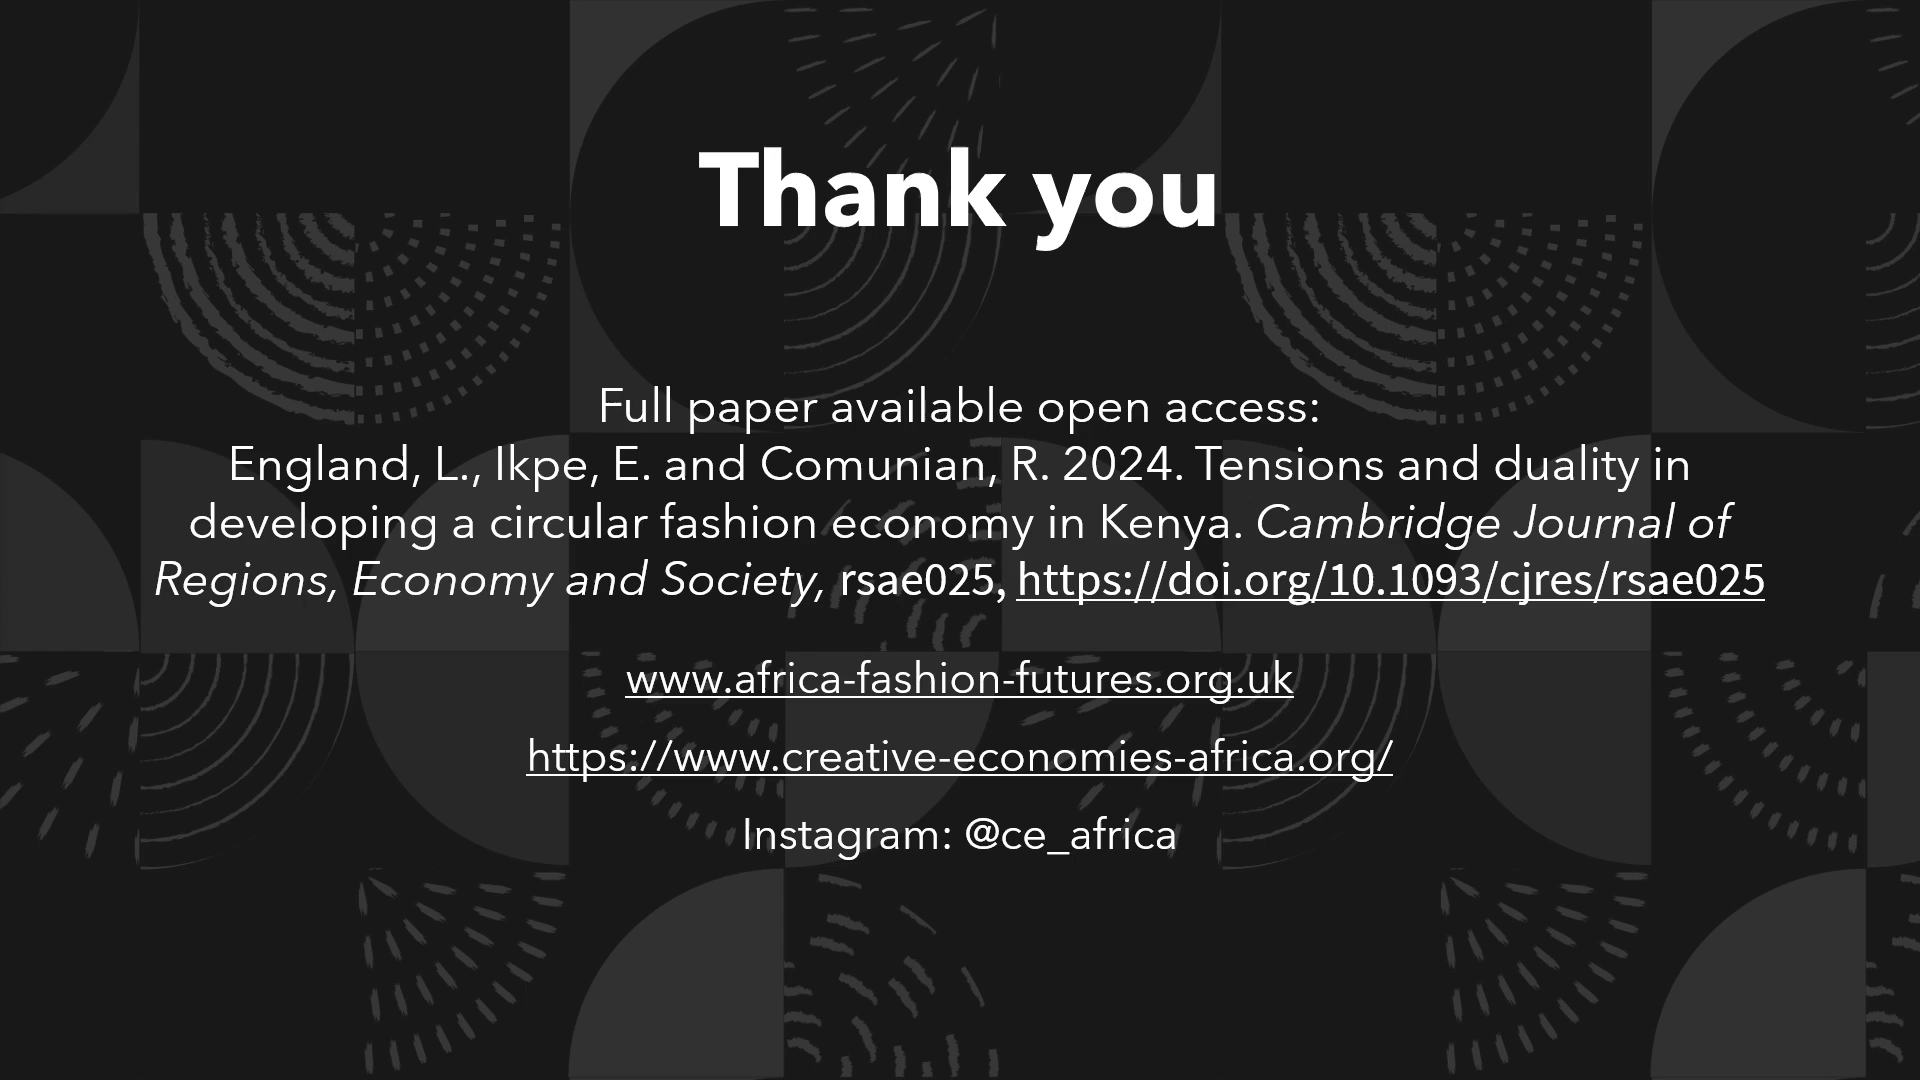 Thank you
Full paper available open access:
England, L., Ikpe, E. and Comunian, R. 2024. Tensions and duality in
developing a circular fashion economy in Kenya. Cambridge Journal of
Regions, Economy and Society, rsae025, https://doi.org/10.1093/cjres/rsae025
www.africa-fashion-futures.org.uk
https://www.creative-economies-africa.org/
Instagram: @ce_africa